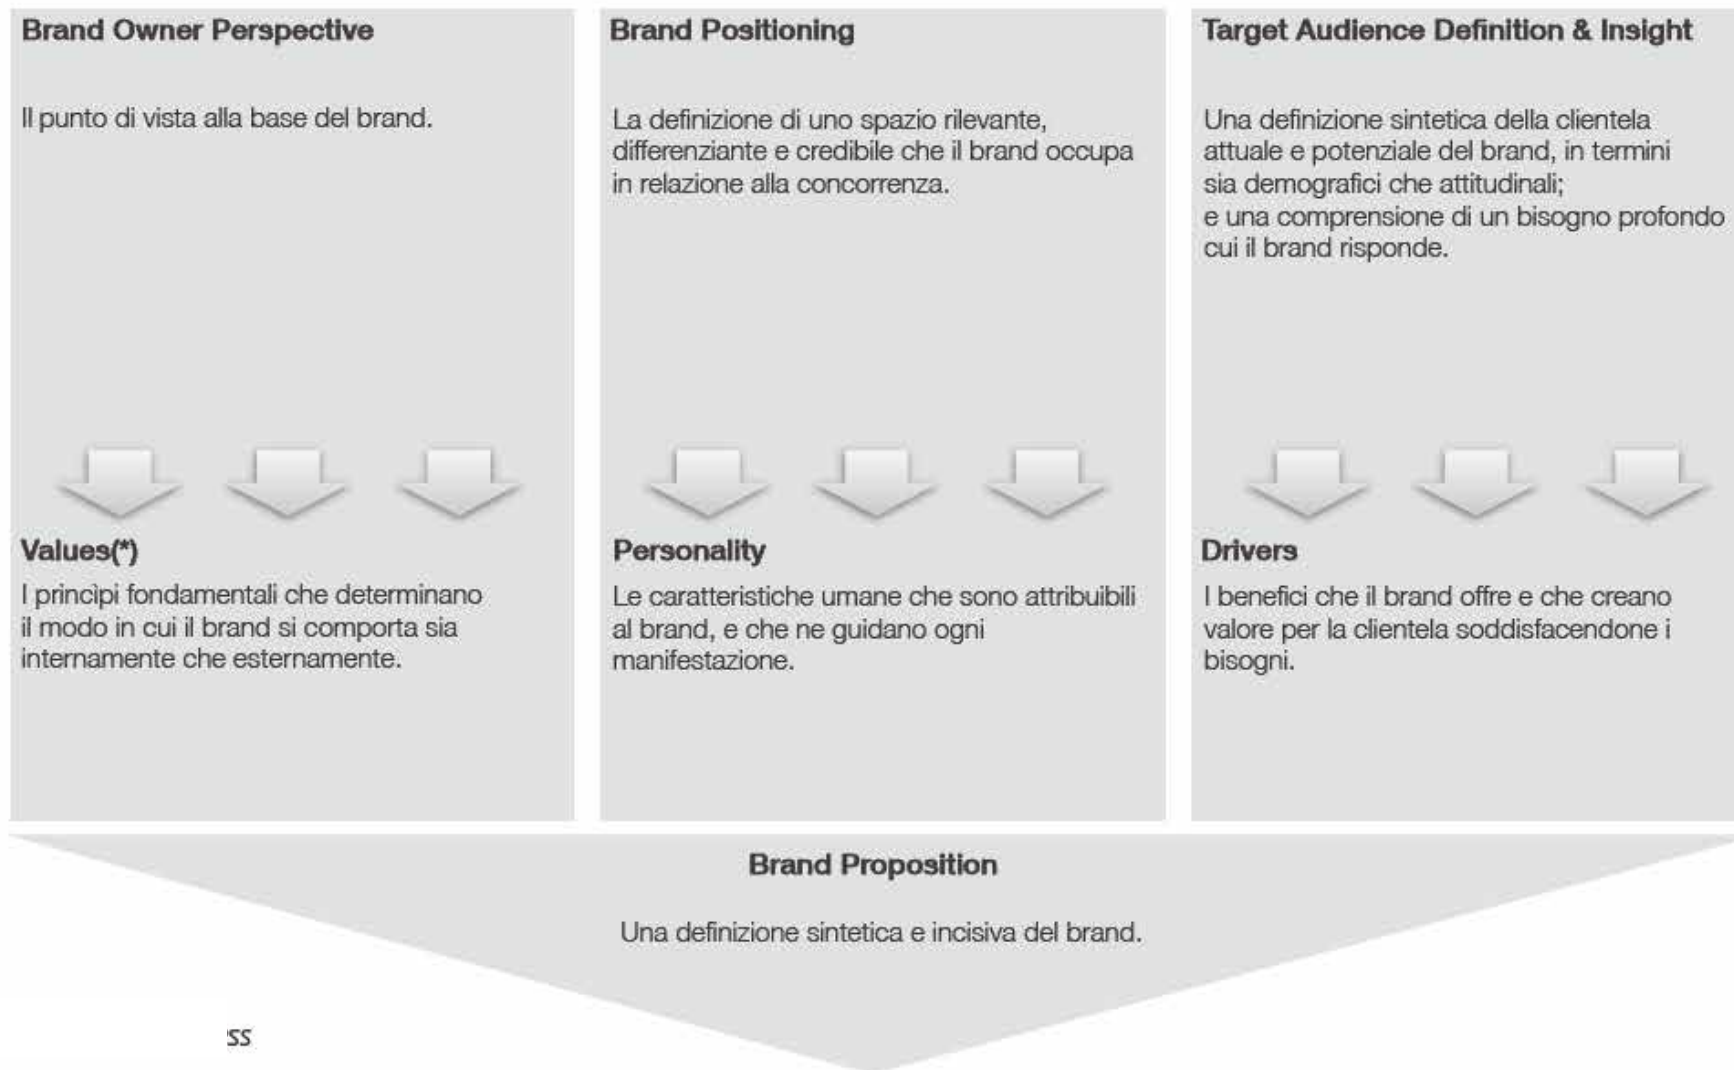 Brand Owner Perspective
Il punto di vista alla base del brand.
Values(*)
I princìpi fondamentali che determinano
il modo in cui il brand si comporta sia
internamente che esternamente.
Brand Positioning
La definizione di uno spazio rilevante,
differenziante e credibile che il brand occupa
in relazione alla concorrenza.
Personality
Le caratteristiche umane che sono attribuibili
al brand, e che ne guidano ogni
manifestazione.
Target Audience Definition & Insight
Una definizione sintetica della clientela
attuale e potenziale del brand, in termini
sia demografici che attitudinali;
e una comprensione di un bisogno profondo
cui il brand risponde.
Drivers
I benefici che il brand offre e che creano
valore per la clientela soddisfacendone i
bisogni.
Brand Proposition
Una definizione sintetica e incisiva del brand.